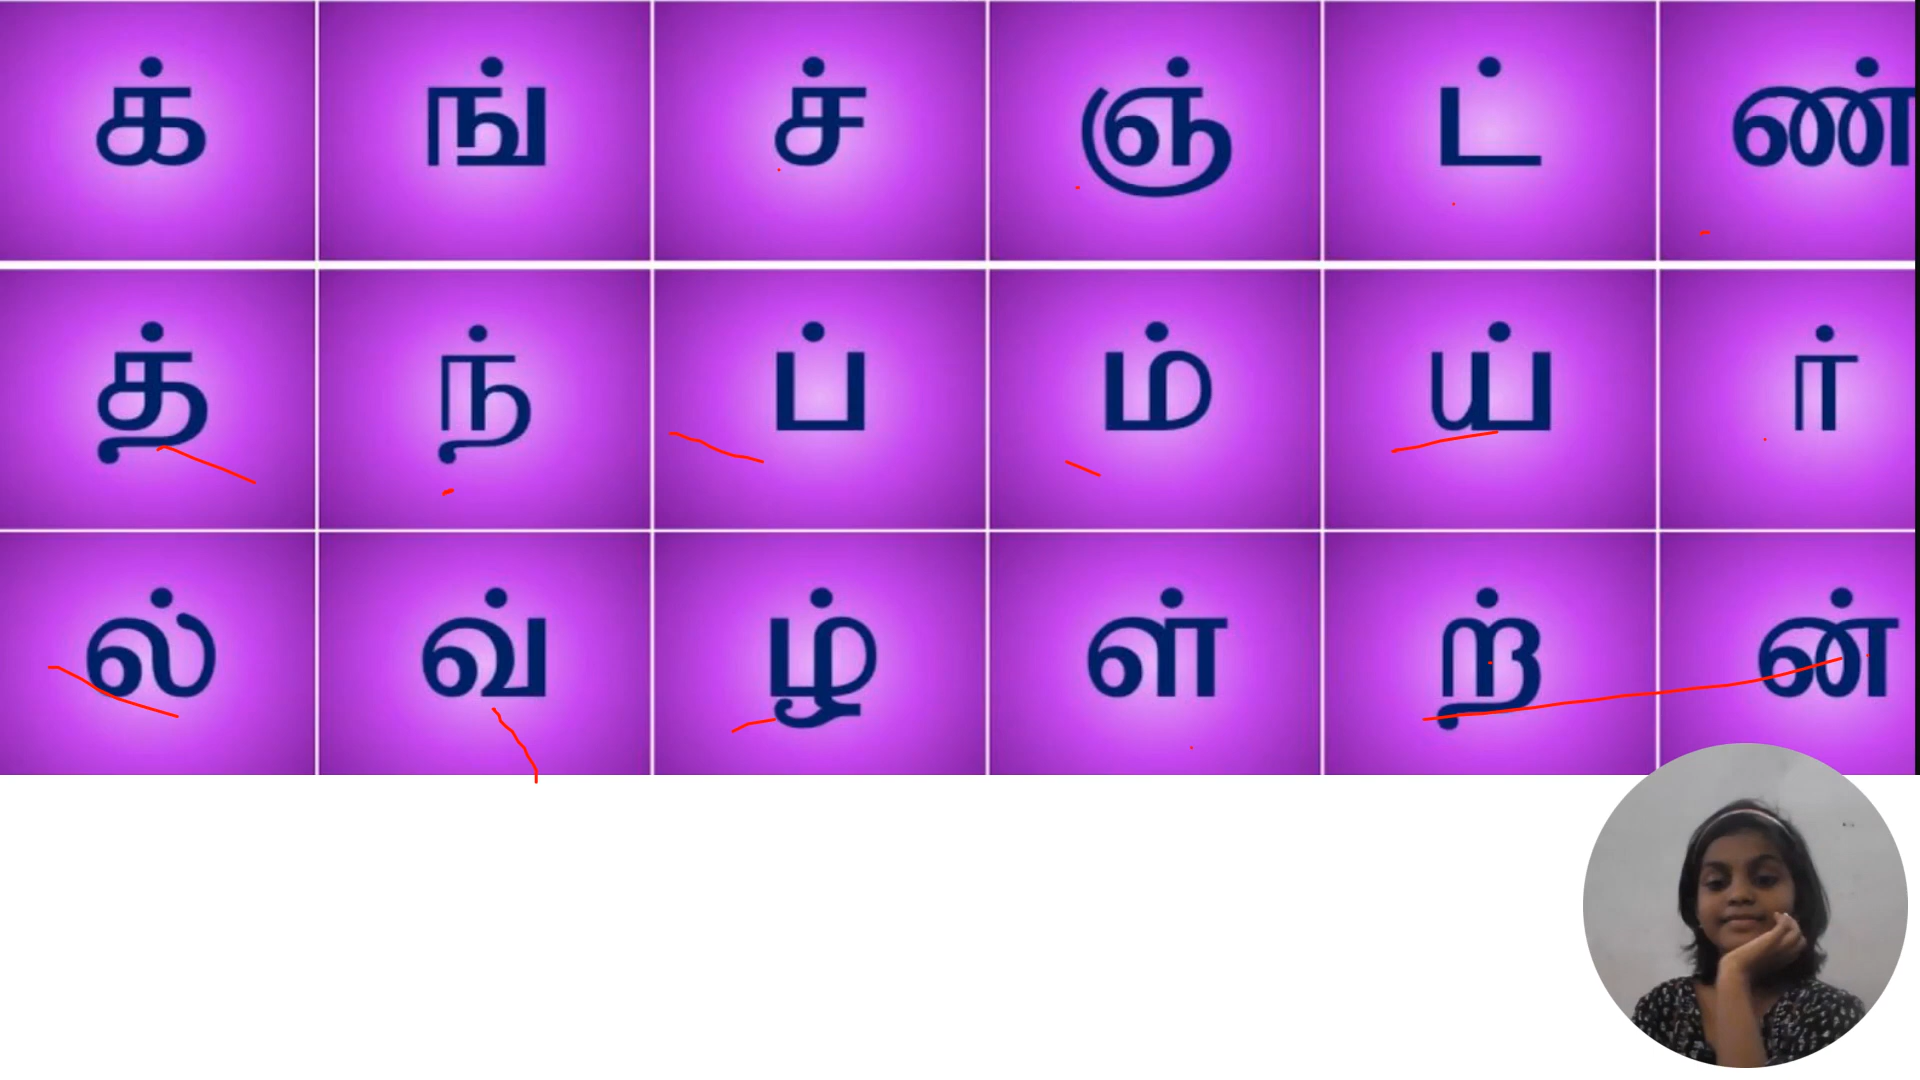 க் ங் ச் ஞ் ட் ண்
த் ந் ப் ம் ய் ர்
ல் வ் ழ் ள் ற் ன்